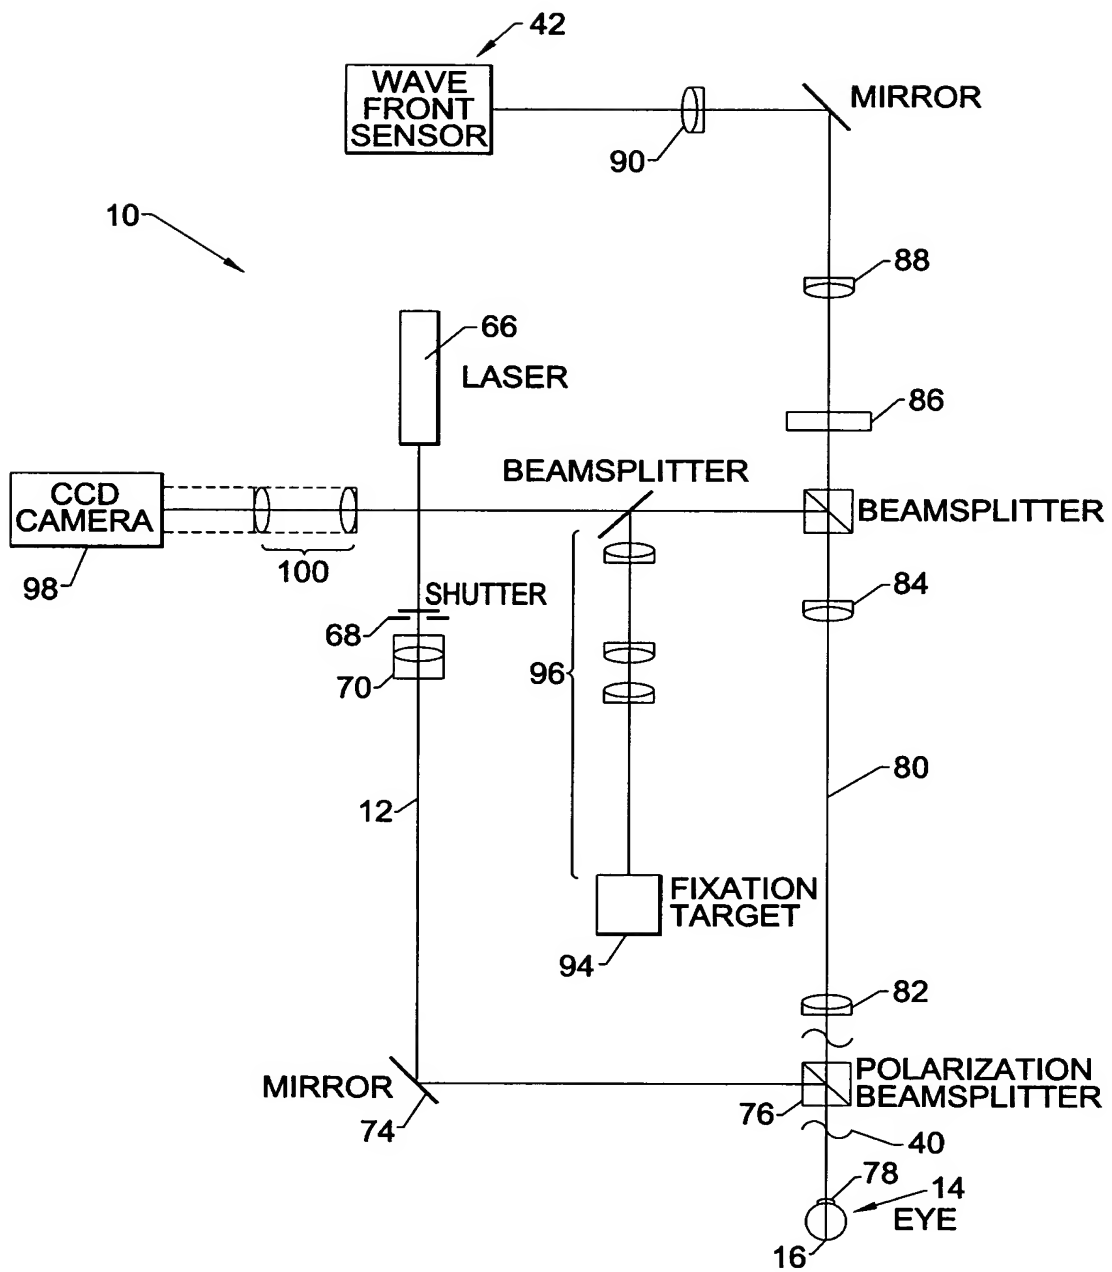 42
WAVE
FRONT
SENSOR
MIRROR
90
10
88
66
LASER
86
BEAMSPLITTER
CCD
CAMERA
BEAMSPLITTER
98
100
SHUTTER
84
68
70
96
80
12
FIXATION
TARGET
94
82
POLARIZATION
BEAMSPLITTER
MIRROR
74
76
40
78
14
EYE
16